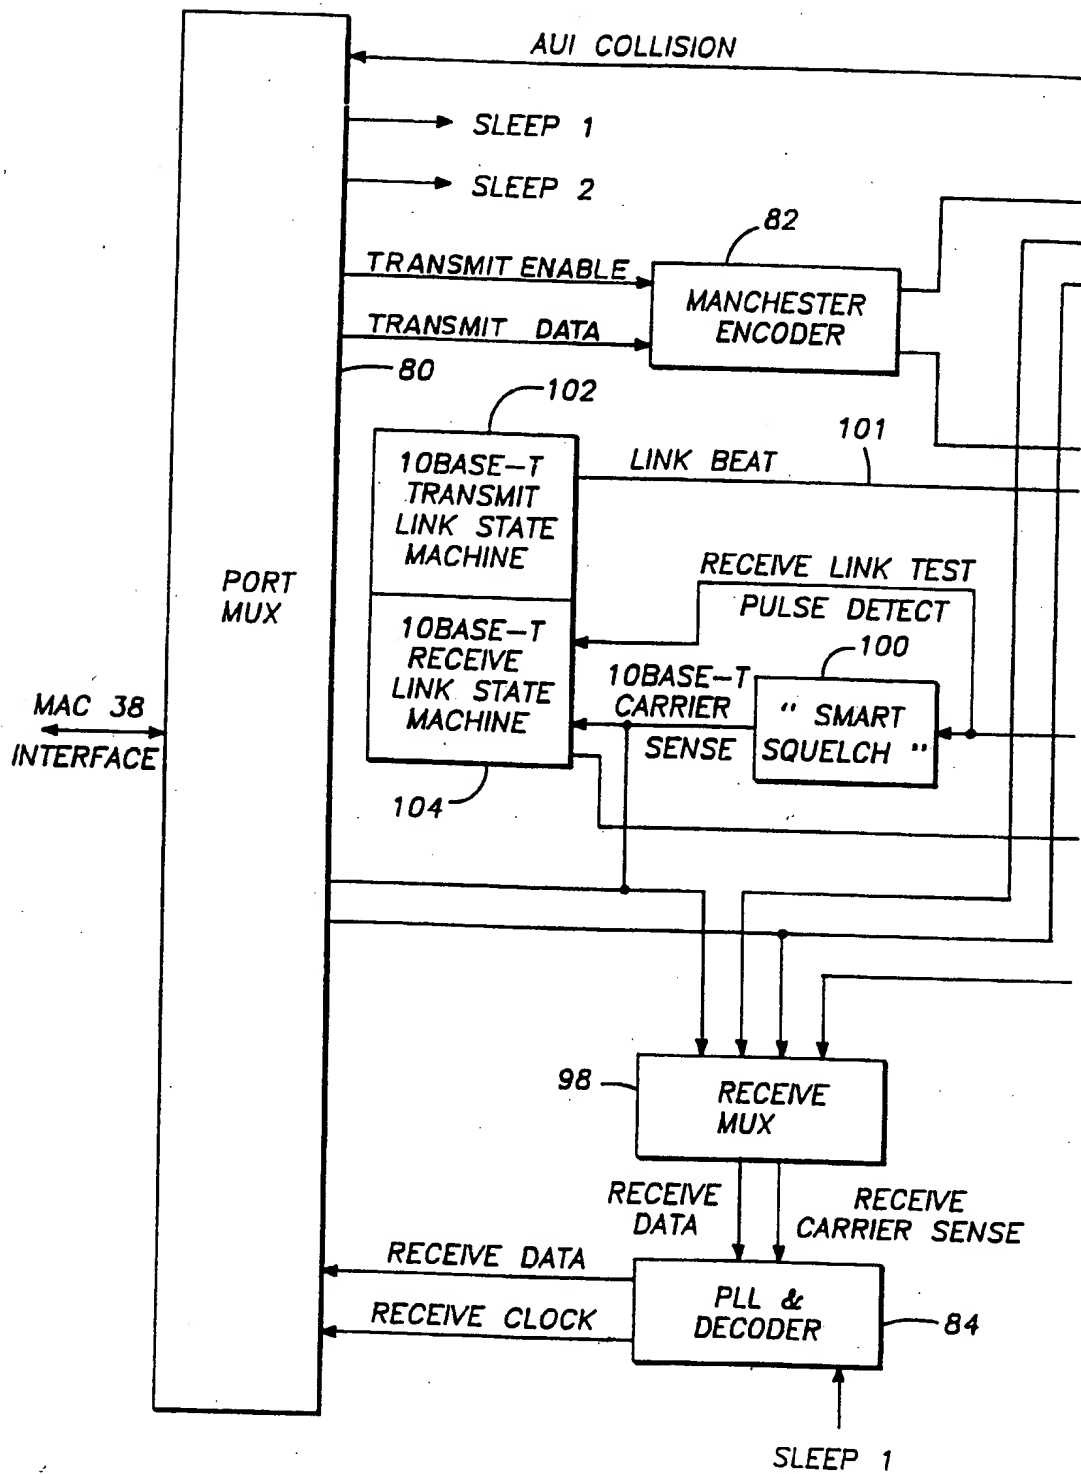 AUI COLLISION
SLEEP 1
SLEEP 2
82
TRANSMIT ENABLE
MANCHESTER
ENCODER
TRANSMIT DATA
80
102
101
10BASE-T
TRANSMIT
LINK STATE
MACHINE
LINK BEAT
RECEIVE LINK TEST
PULSE DETECT
PORT
MUX
10BASE-T
RECEIVE
LINK STATE
MACHINE
100
10BASE-T
CARRIER
SENSE
" SMART
SQUELCH "
MAC 38
INTERFACE
104
98
RECEIVE
MUX
RECEIVE
DATA
RECEIVE
CARRIER SENSE
RECEIVE DATA
RECEIVE CLOCK
PLL &
DECODER
84
SLEEP 1